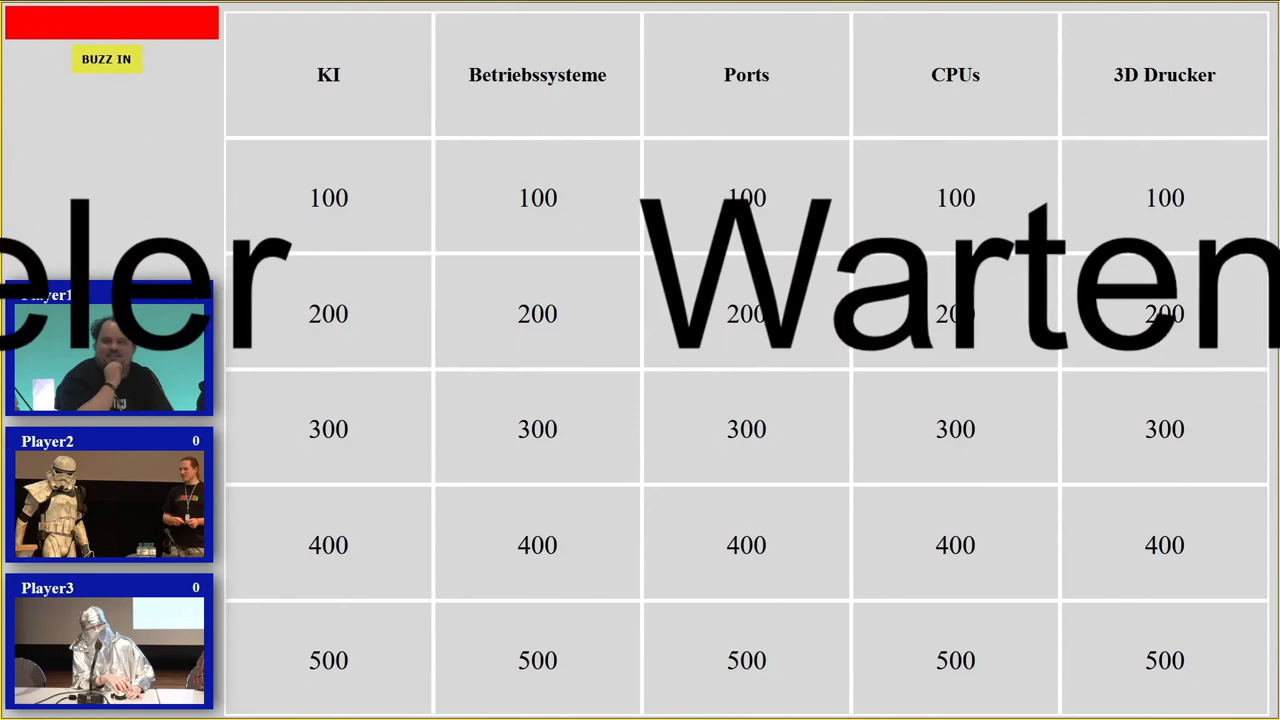 BUZZ IN
KI Betriebssysteme Ports CPUs 3D Drucker
100 100 100 100 100
eler Warten
Player1
200 200 200 200 200
300 300 300 300 300
Player2 0
400 400 400 400 400
Player3 0
500 500 500 500 500